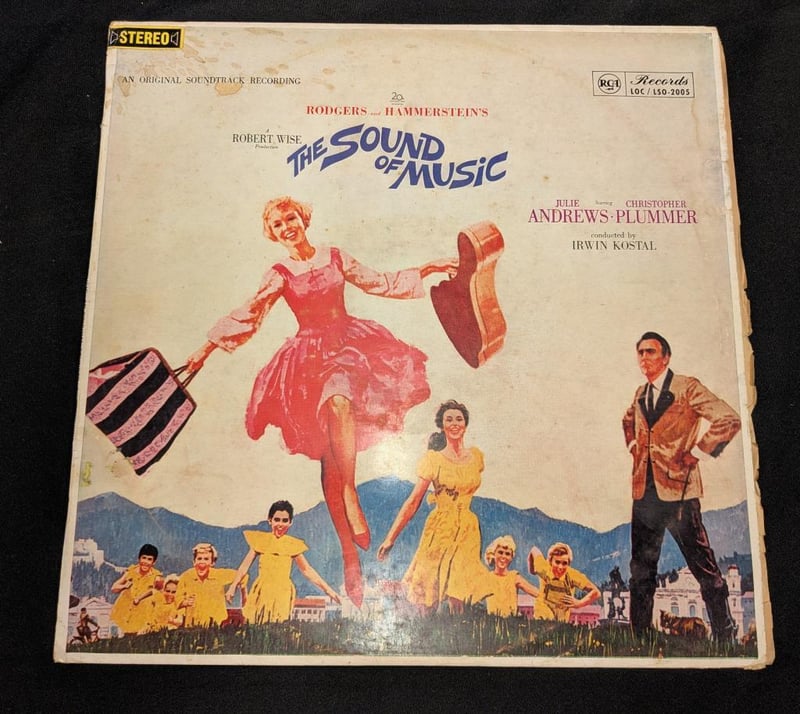 STEREO
AN ORIGINAL SOUNDTRACK RECORDING
RCA Records
LOC / LSO-2005
20
RODGERS and HAMMERSTEIN'S
A
ROBERT WISE
Production
THE SOUND
OF MUSIC
JULIE starring CHRISTOPHER
ANDREWS · PLUMMER
conducted by
IRWIN KOSTAL